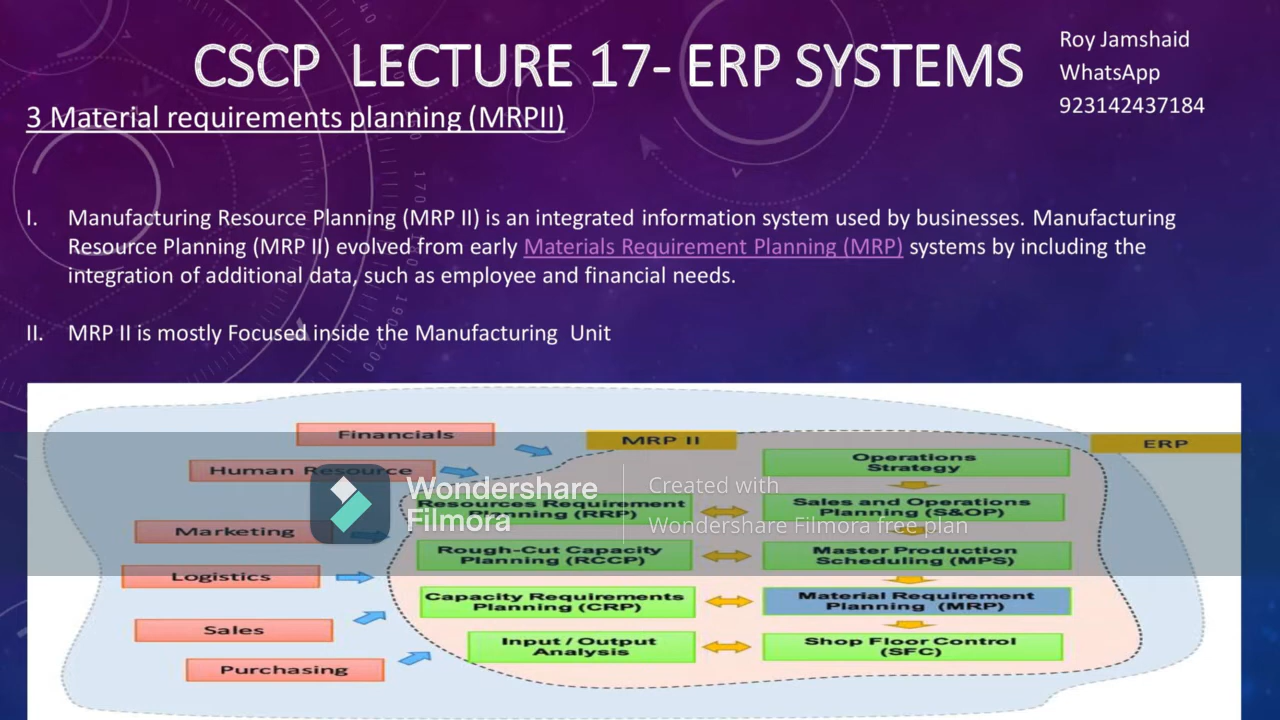 CSCP LECTURE 17- ERP SYSTEMS
Roy Jamshaid
WhatsApp
923142437184
3 Material requirements planning (MRPII)
I. Manufacturing Resource Planning (MRP II) is an integrated information system used by businesses. Manufacturing
Resource Planning (MRP II) evolved from early Materials Requirement Planning (MRP) systems by including the
integration of additional data, such as employee and financial needs.
II. MRP II is mostly Focused inside the Manufacturing Unit
Financials
MRP II
ERP
Human Resource
Operations
Strategy
Wondershare
Filmora
Created with
Wondershare Filmora free plan
Resources Requirement
Planning (RRP)
Sales and Operations
Planning (S&OP)
Marketing
Rough-Cut Capacity
Planning (RCCP)
Master Production
Scheduling (MPS)
Logistics
Capacity Requirements
Planning (CRP)
Material Requirement
Planning (MRP)
Sales
Input / Output
Analysis
Shop Floor Control
(SFC)
Purchasing